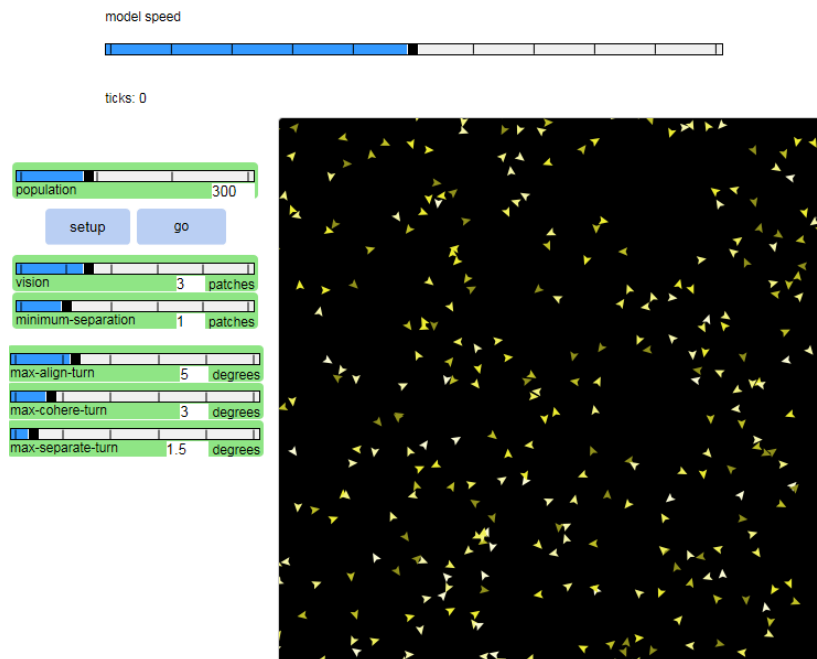 model speed
ticks: 0
population 300
setup go
vision 3 patches
minimum-separation 1 patches
max-align-turn 5 degrees
max-cohere-turn 3 degrees
max-separate-turn 1.5 degrees